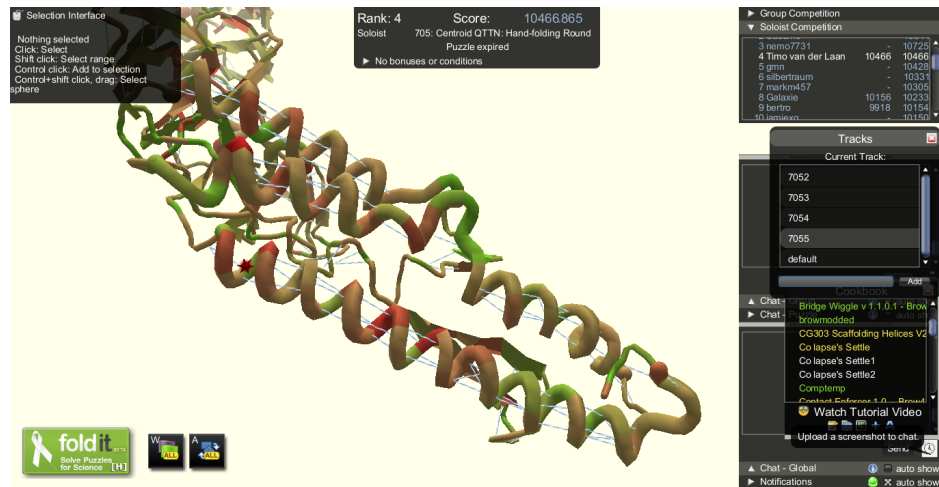 Selection Interface
Nothing selected
Click: Select
Shift click: Select range
Control click: Add to selection
Control+shift click, drag: Select
sphere
Rank: 4 Score: 10466.865
Soloist 705: Centroid QTTN: Hand-folding Round
Puzzle expired
▶ No bonuses or conditions
▶ Group Competition
▼ Soloist Competition
3 nemo7731 - 10725
4 Timo van der Laan 10466 10466
5 gmn - 10428
6 silbertraum - 10331
7 markm457 - 10305
8 Galaxie 10156 10233
9 bertro 9918 10154
10 jamiexq - 10150
Tracks
Current Track:
7052
7053
7054
7055
default
Add
Cookbook
▲ Chat -
▶ Chat - auto show
Bridge Wiggle v 1.1.0.1 - Brow
browmodded
CG303 Scaffolding Helices V2
Co lapse's Settle
Co lapse's Settle1
Co lapse's Settle2
Comptemp
Contact Enforcer 1.0
Watch Tutorial Video
Upload a screenshot to chat.
Send
▲ Chat - Global auto show
▶ Notifications auto show
foldit BETA
Solve Puzzles
for Science [H]
W ALL
A ALL